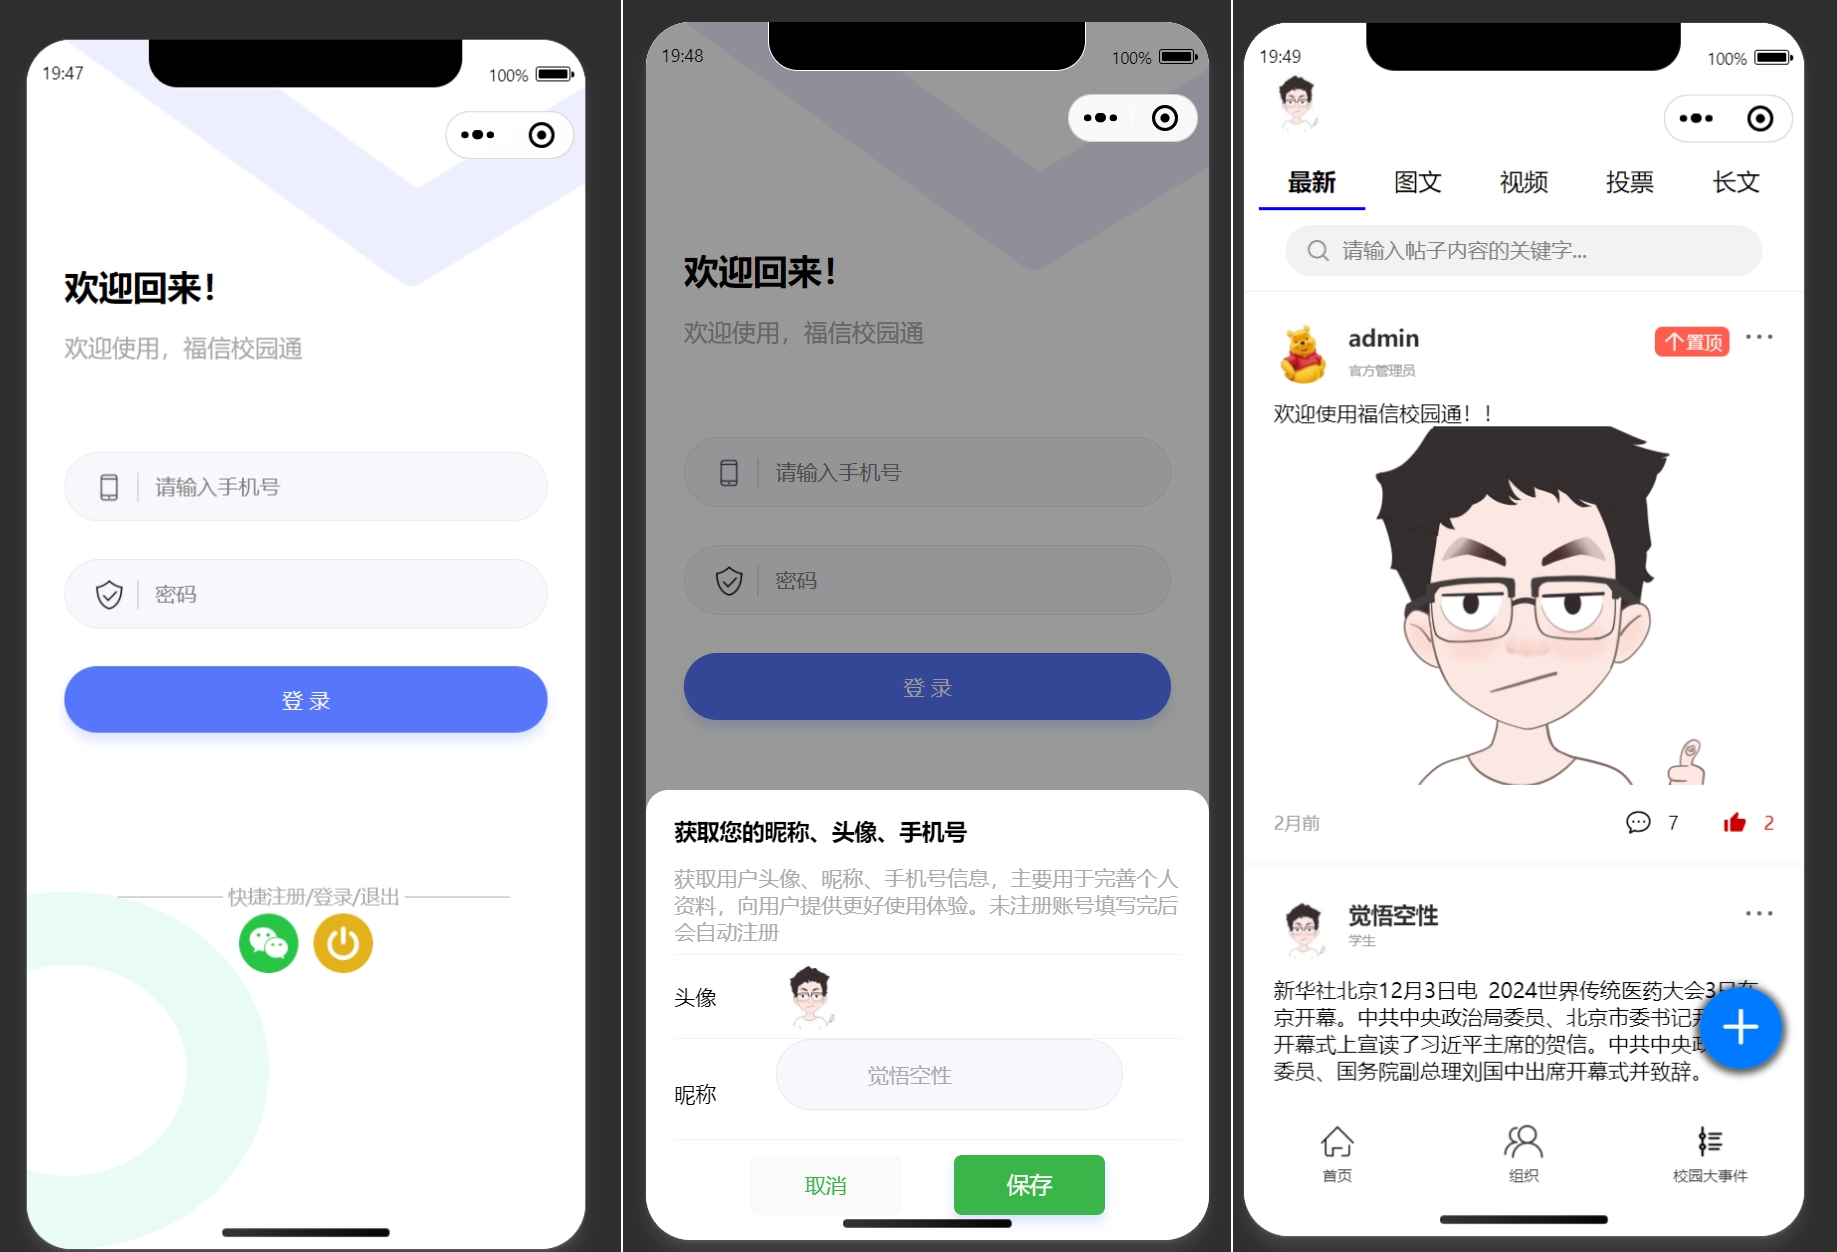 19:47
100%
欢迎回来！
欢迎使用，福信校园通
请输入手机号
密码
登 录
快捷注册/登录/退出
19:48
100%
欢迎回来！
欢迎使用，福信校园通
请输入手机号
密码
登 录
获取您的昵称、头像、手机号
获取用户头像、昵称、手机号信息，主要用于完善个人
资料，向用户提供更好使用体验。未注册账号填写完后
会自动注册
头像
昵称
觉悟空性
取消
保存
19:49
100%
最新
图文
视频
投票
长文
请输入帖子内容的关键字...
admin
置顶
官方管理员
欢迎使用福信校园通！！
2月前
7
2
觉悟空性
学生
新华社北京12月3日电 2024世界传统医药大会3日在
京开幕。中共中央政治局委员、北京市委书记
开幕式上宣读了习近平主席的贺信。中共中央
委员、国务院副总理刘国中出席开幕式并致辞。
首页
组织
校园大事件